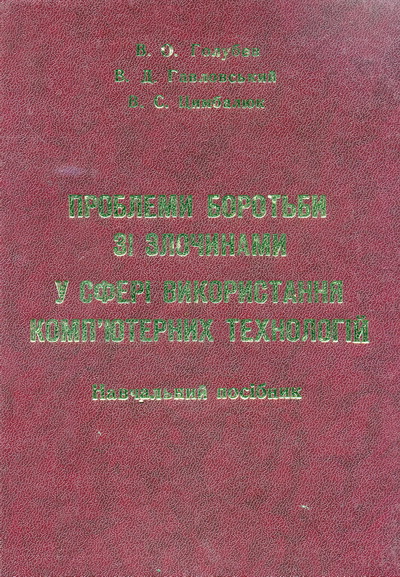 В. О. Голубєв
В. Д. Гавловський
В. С. Цимбалюк
ПРОБЛЕМИ БОРОТЬБИ
ЗІ ЗЛОЧИНАМИ
У СФЕРІ ВИКОРИСТАННЯ
КОМП'ЮТЕРНИХ ТЕХНОЛОГІЙ
Навчальний посібник